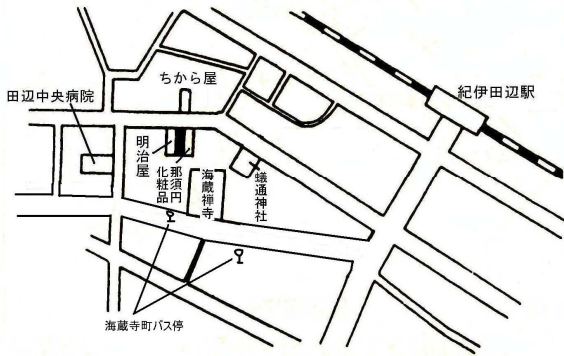 ちから屋
紀伊田辺駅
田辺中央病院
明治屋
那須円
化粧品
海蔵禅寺
蟻通神社
海蔵寺町バス停